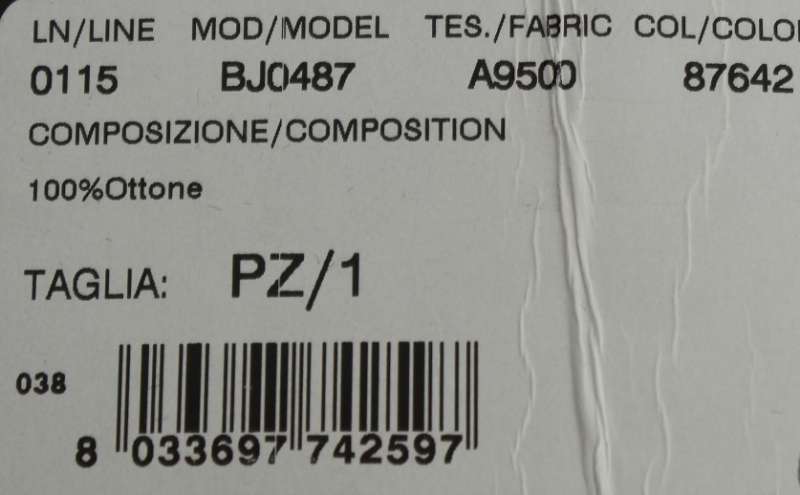 LN/LINE MOD/MODEL TES./FABRIC COL/COLOR
0115 BJ0487 A9500 87642
COMPOSIZIONE/COMPOSITION
100%Ottone
TAGLIA: PZ/1
038
8 033697 742597